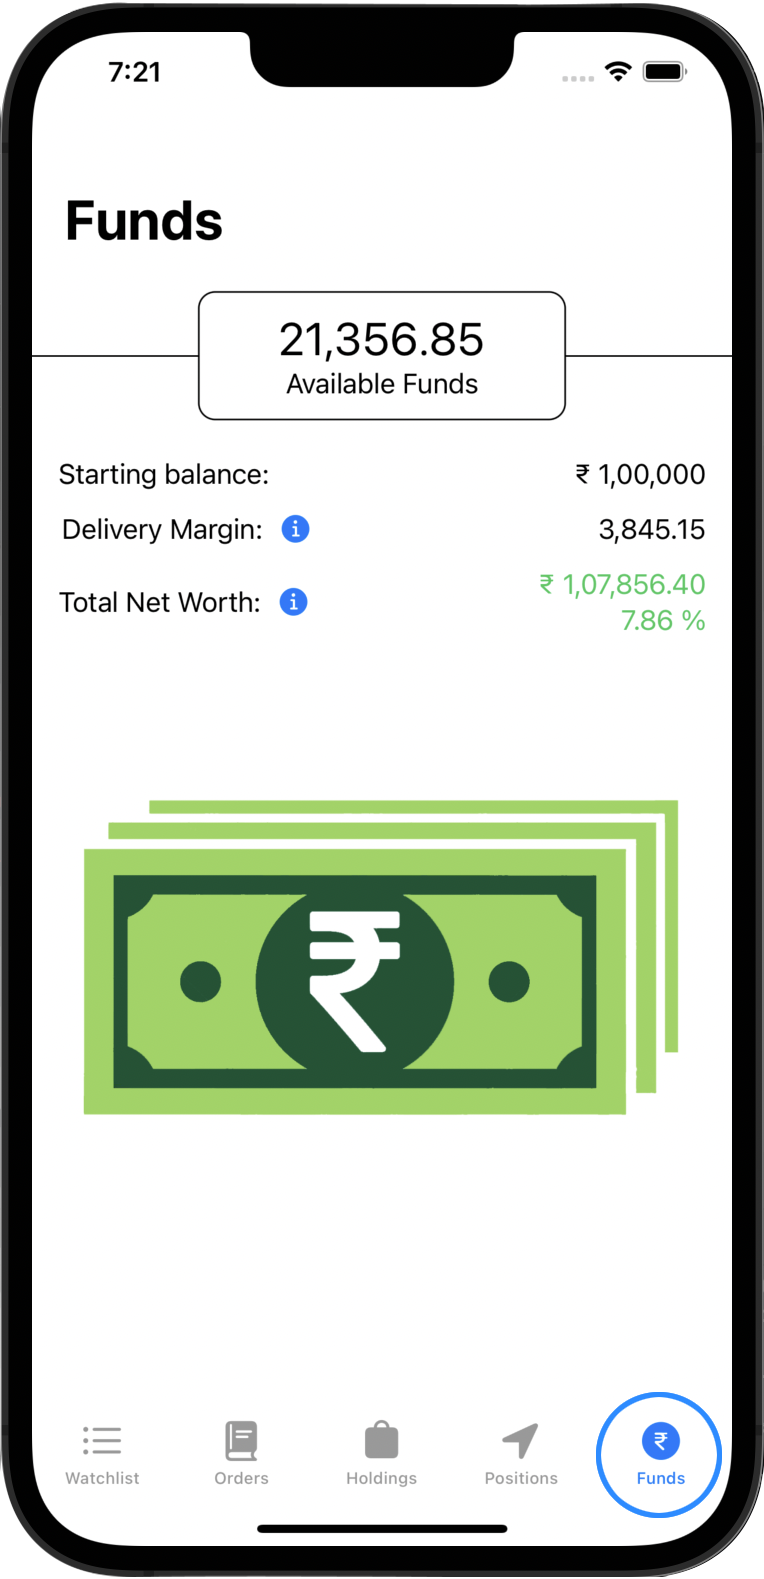 7:21
Funds
21,356.85
Available Funds
Starting balance: ₹ 1,00,000
Delivery Margin: i 3,845.15
Total Net Worth: i ₹ 1,07,856.40
7.86 %
₹
₹
Watchlist Orders Holdings Positions Funds